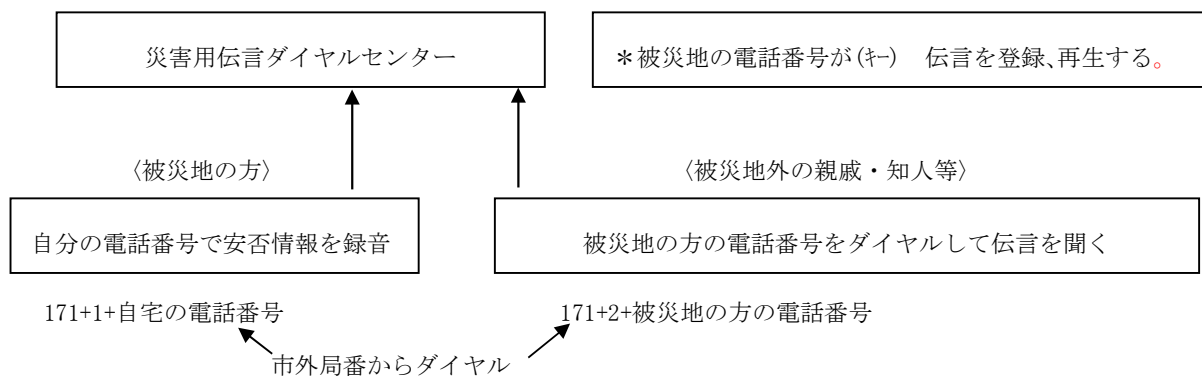 災害用伝言ダイヤルセンター
＊被災地の電話番号が(ｷｰ)　伝言を登録、再生する。
〈被災地の方〉
〈被災地外の親戚・知人等〉
自分の電話番号で安否情報を録音
被災地の方の電話番号をダイヤルして伝言を聞く
171+1+自宅の電話番号
171+2+被災地の方の電話番号
市外局番からダイヤル